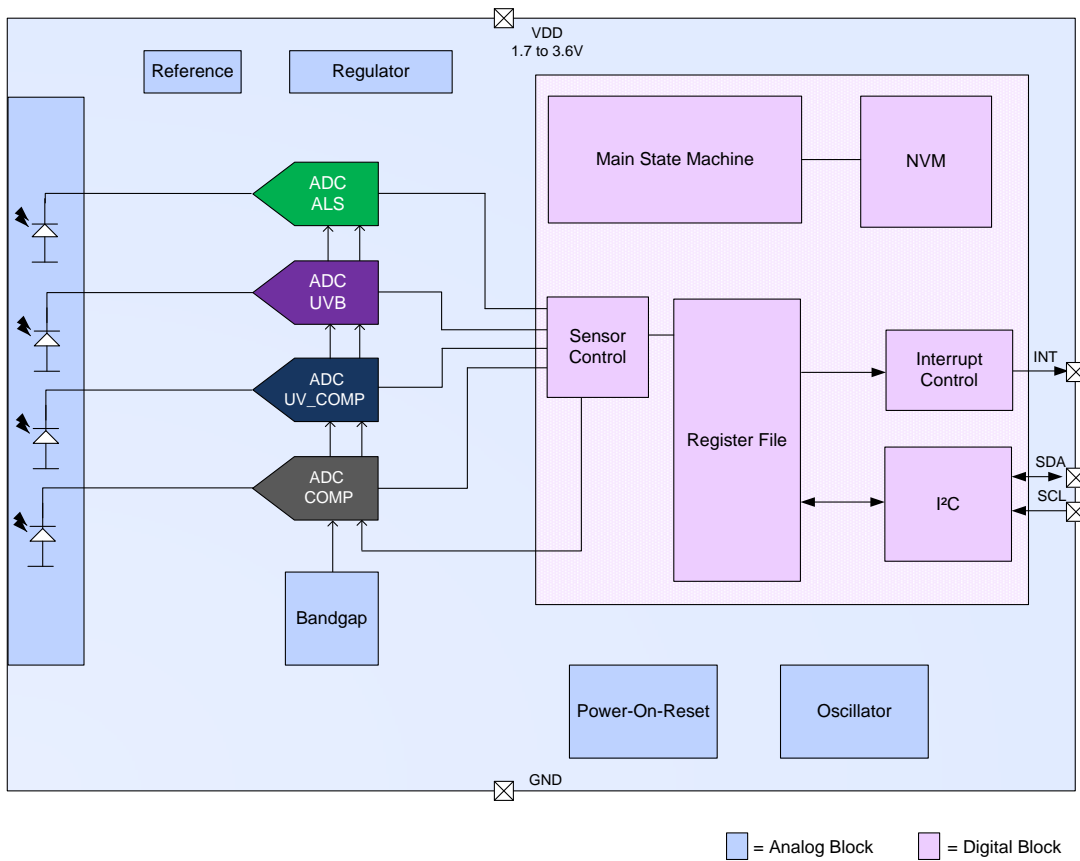 VDD
1.7 to 3.6V
Reference
Regulator
Main State Machine
NVM
ADC
ALS
ADC
UVB
Sensor
Control
Interrupt
Control
INT
ADC
UV_COMP
Register File
SDA
SCL
I²C
ADC
COMP
Bandgap
Power-On-Reset
Oscillator
GND
= Analog Block
= Digital Block